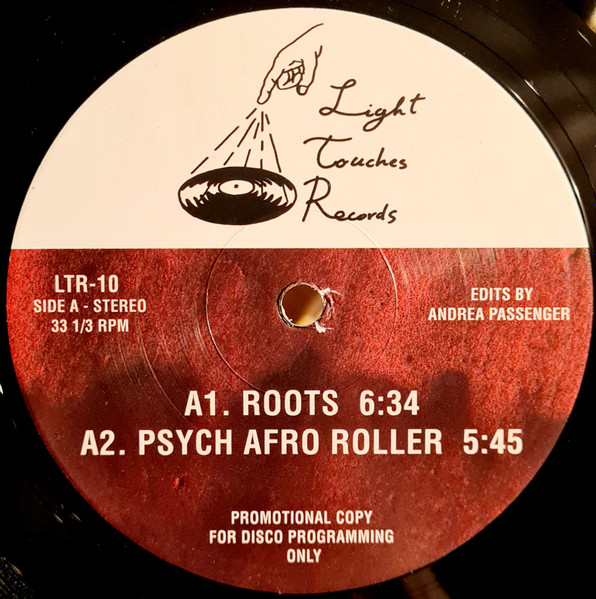 Light
Touches
Records
LTR-10
SIDE A - STEREO
33 1/3 RPM
EDITS BY
ANDREA PASSENGER
A1. ROOTS 6:34
A2. PSYCH AFRO ROLLER 5:45
PROMOTIONAL COPY
FOR DISCO PROGRAMMING
ONLY